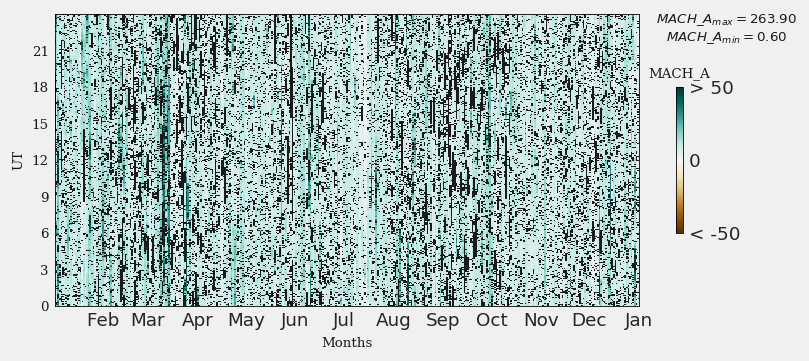 MACH_A_max = 263.90
MACH_A_min = 0.60
MACH_A
> 50
0
< -50
UT
21
18
15
12
9
6
3
0
Feb Mar Apr May Jun Jul Aug Sep Oct Nov Dec Jan
Months